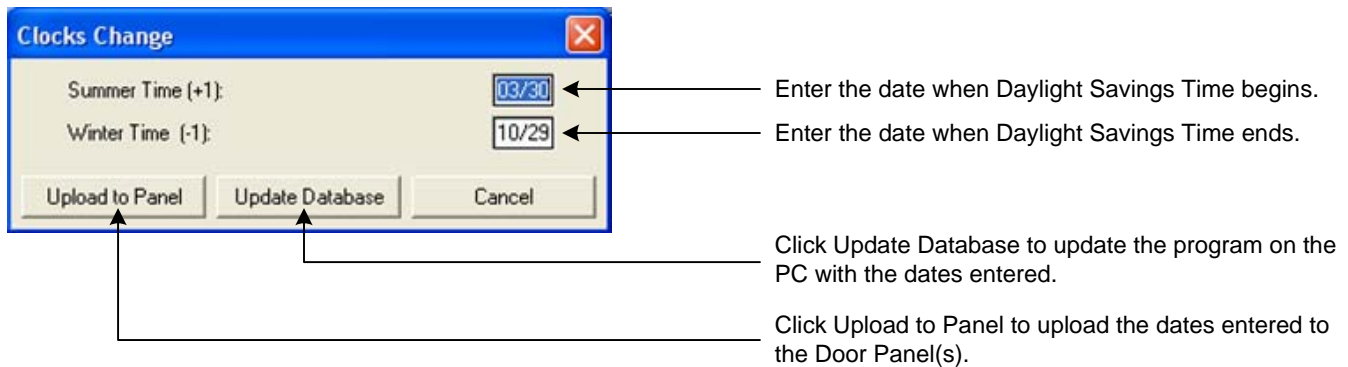 Clocks Change
Summer Time (+1): 03/30
Enter the date when Daylight Savings Time begins.
Winter Time (-1): 10/29
Enter the date when Daylight Savings Time ends.
Upload to Panel Update Database Cancel
Click Update Database to update the program on the
PC with the dates entered.
Click Upload to Panel to upload the dates entered to
the Door Panel(s).